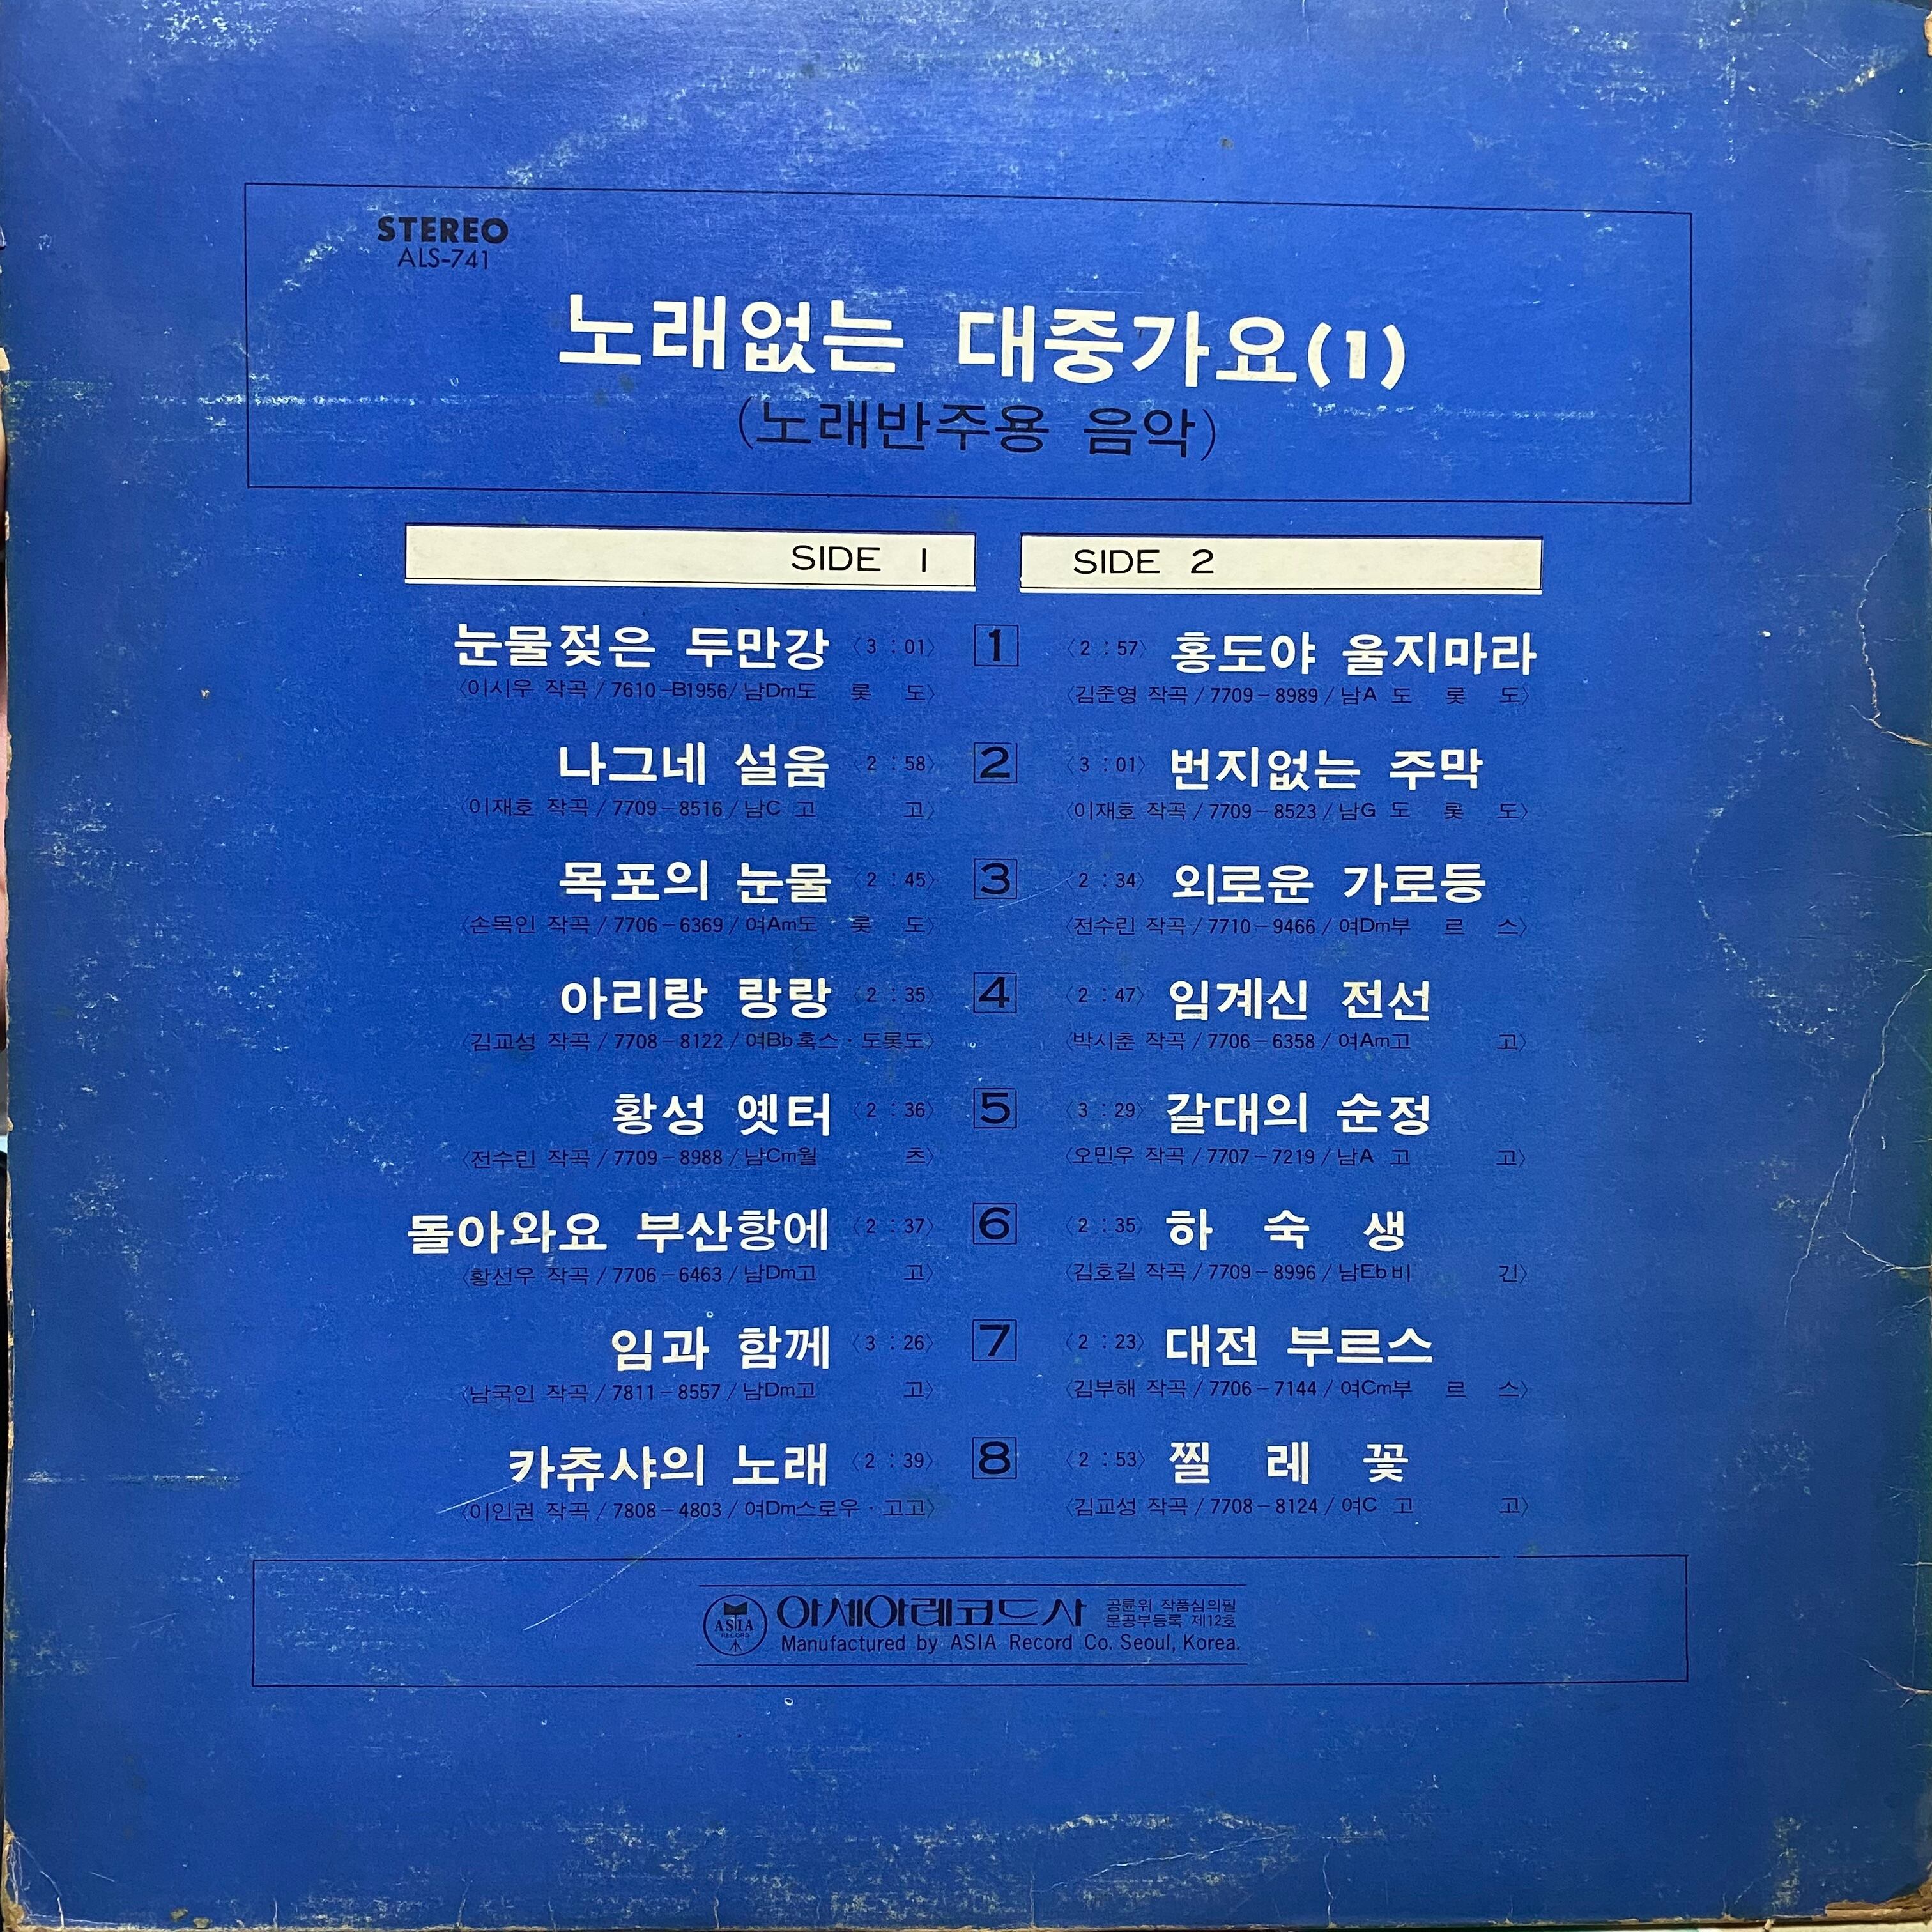 STEREO
ALS-741
노래없는 대중가요(1)
(노래반주용 음악)
SIDE 1
눈물젖은 두만강 〈3:01〉
〈이시우 작곡/7610-B1956/남Dm도 롯 도〉
나그네 설움 〈2:58〉
〈이재호 작곡/7709-8516/남C 고 고〉
목포의 눈물 〈2:45〉
〈손목인 작곡/7706-6369/여Am도 롯 도〉
아리랑 랑랑 〈2:35〉
〈김교성 작곡/7708-8122/여Bb혹스·도롯도〉
황성 옛터 〈2:36〉
〈전수린 작곡/7709-8988/남Cm월 츠〉
돌아와요 부산항에 〈2:37〉
〈황선우 작곡/7706-6463/남Dm고 고〉
임과 함께 〈3:26〉
〈남국인 작곡/7811-8557/남Dm고 고〉
카츄샤의 노래 〈2:39〉
〈이인권 작곡/7808-4803/여Dm스로우·고고〉
1
2
3
4
5
6
7
8
SIDE 2
〈2:57〉 홍도야 울지마라
〈김준영 작곡/7709-8989/남A 도 롯 도〉
〈3:01〉 번지없는 주막
〈이재호 작곡/7709-8523/남G 도 롯 도〉
〈2:34〉 외로운 가로등
〈전수린 작곡/7710-9466/여Dm부 르 스〉
〈2:47〉 임계신 전선
〈박시춘 작곡/7706-6358/여Am고 고〉
〈3:29〉 갈대의 순정
〈오민우 작곡/7707-7219/남A 고 고〉
〈2:35〉 하 숙 생
〈김호길 작곡/7709-8996/남Eb비 긴〉
〈2:23〉 대전 부르스
〈김부해 작곡/7706-7144/여Cm부 르 스〉
〈2:53〉 찔 레 꽃
〈김교성 작곡/7708-8124/여C 고 고〉
ASIA
RECORD
아세아레코드사
공륜위 작품심의필
문공부등록 제12호
Manufactured by ASIA Record Co. Seoul, Korea.